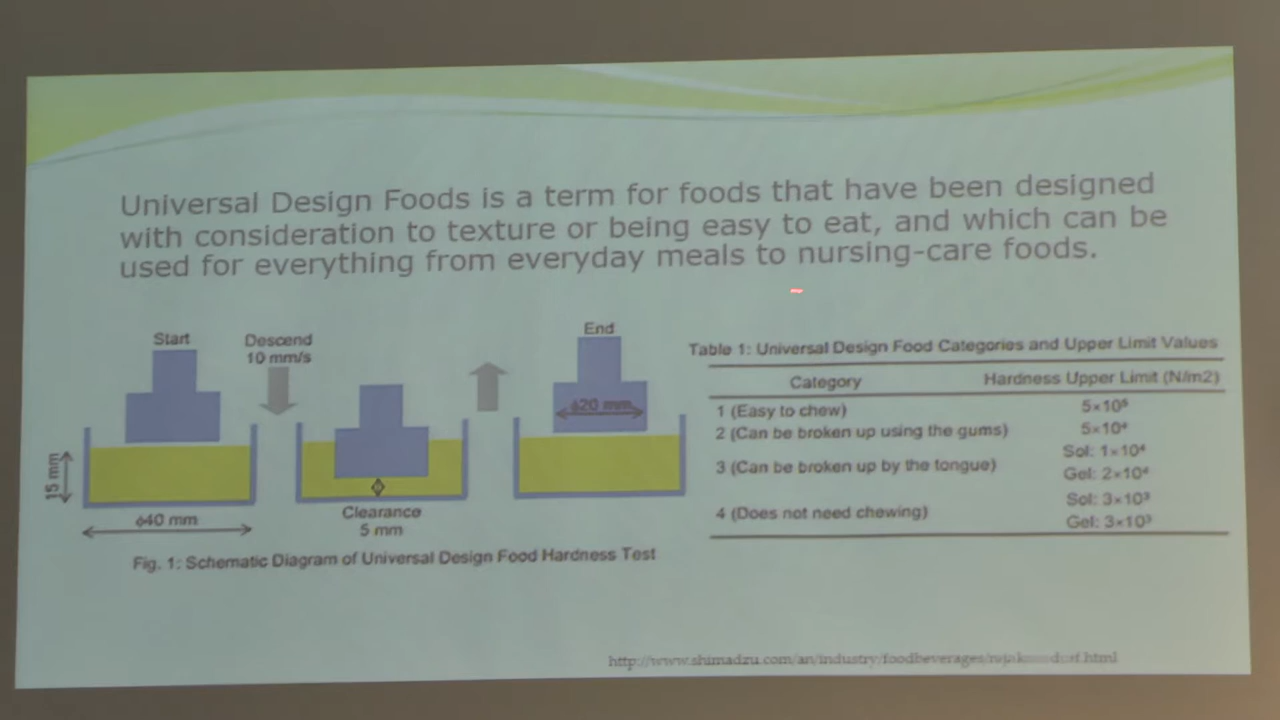 Universal Design Foods is a term for foods that have been designed
with consideration to texture or being easy to eat, and which can be
used for everything from everyday meals to nursing-care foods.
Start
Descend
10 mm/s
End
ϕ20 mm
15 mm
ϕ40 mm
Clearance
5 mm
Fig. 1: Schematic Diagram of Universal Design Food Hardness Test
Table 1: Universal Design Food Categories and Upper Limit Values
Category Hardness Upper Limit (N/m2)
1 (Easy to chew) 5×10⁵
2 (Can be broken up using the gums) 5×10⁴
3 (Can be broken up by the tongue) Sol: 1×10⁴
Gel: 2×10⁴
4 (Does not need chewing) Sol: 3×10³
Gel: 3×10³